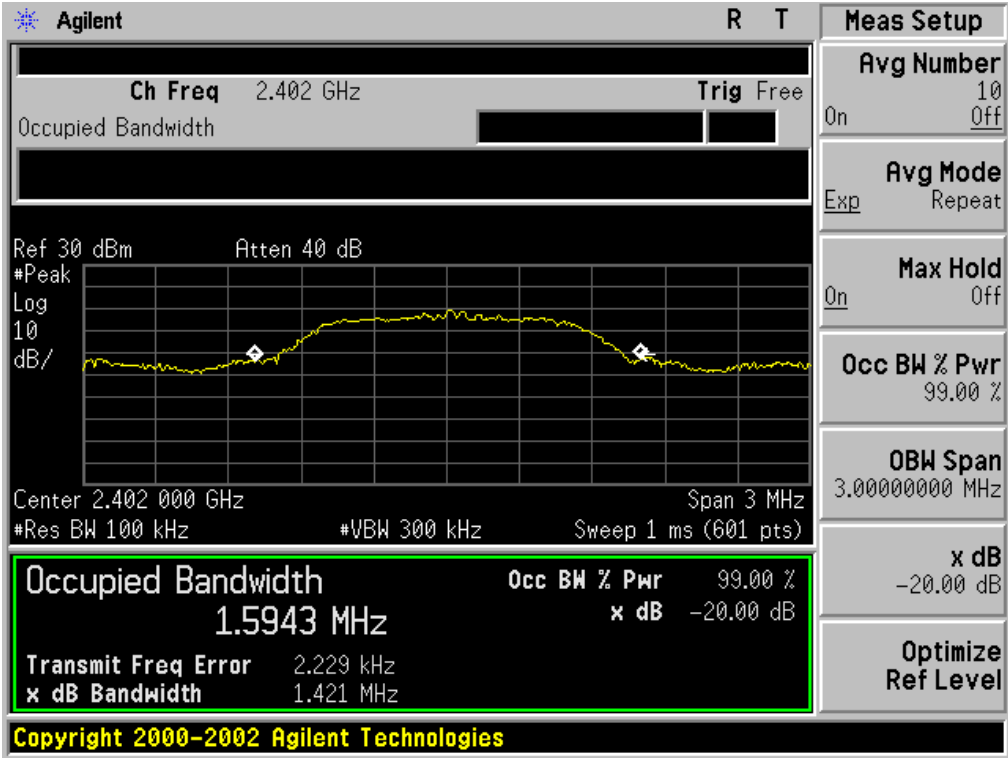 Agilent R T
Ch Freq 2.402 GHz Trig Free
Occupied Bandwidth
Ref 30 dBm Atten 40 dB
#Peak
Log
10
dB/
Center 2.402 000 GHz Span 3 MHz
#Res BW 100 kHz #VBW 300 kHz Sweep 1 ms (601 pts)
Occupied Bandwidth Occ BW % Pwr 99.00 %
1.5943 MHz x dB -20.00 dB
Transmit Freq Error 2.229 kHz
x dB Bandwidth 1.421 MHz
Copyright 2000-2002 Agilent Technologies
Meas Setup
Avg Number
10
On Off
Avg Mode
Exp Repeat
Max Hold
On Off
Occ BW % Pwr
99.00 %
OBW Span
3.00000000 MHz
x dB
-20.00 dB
Optimize
Ref Level